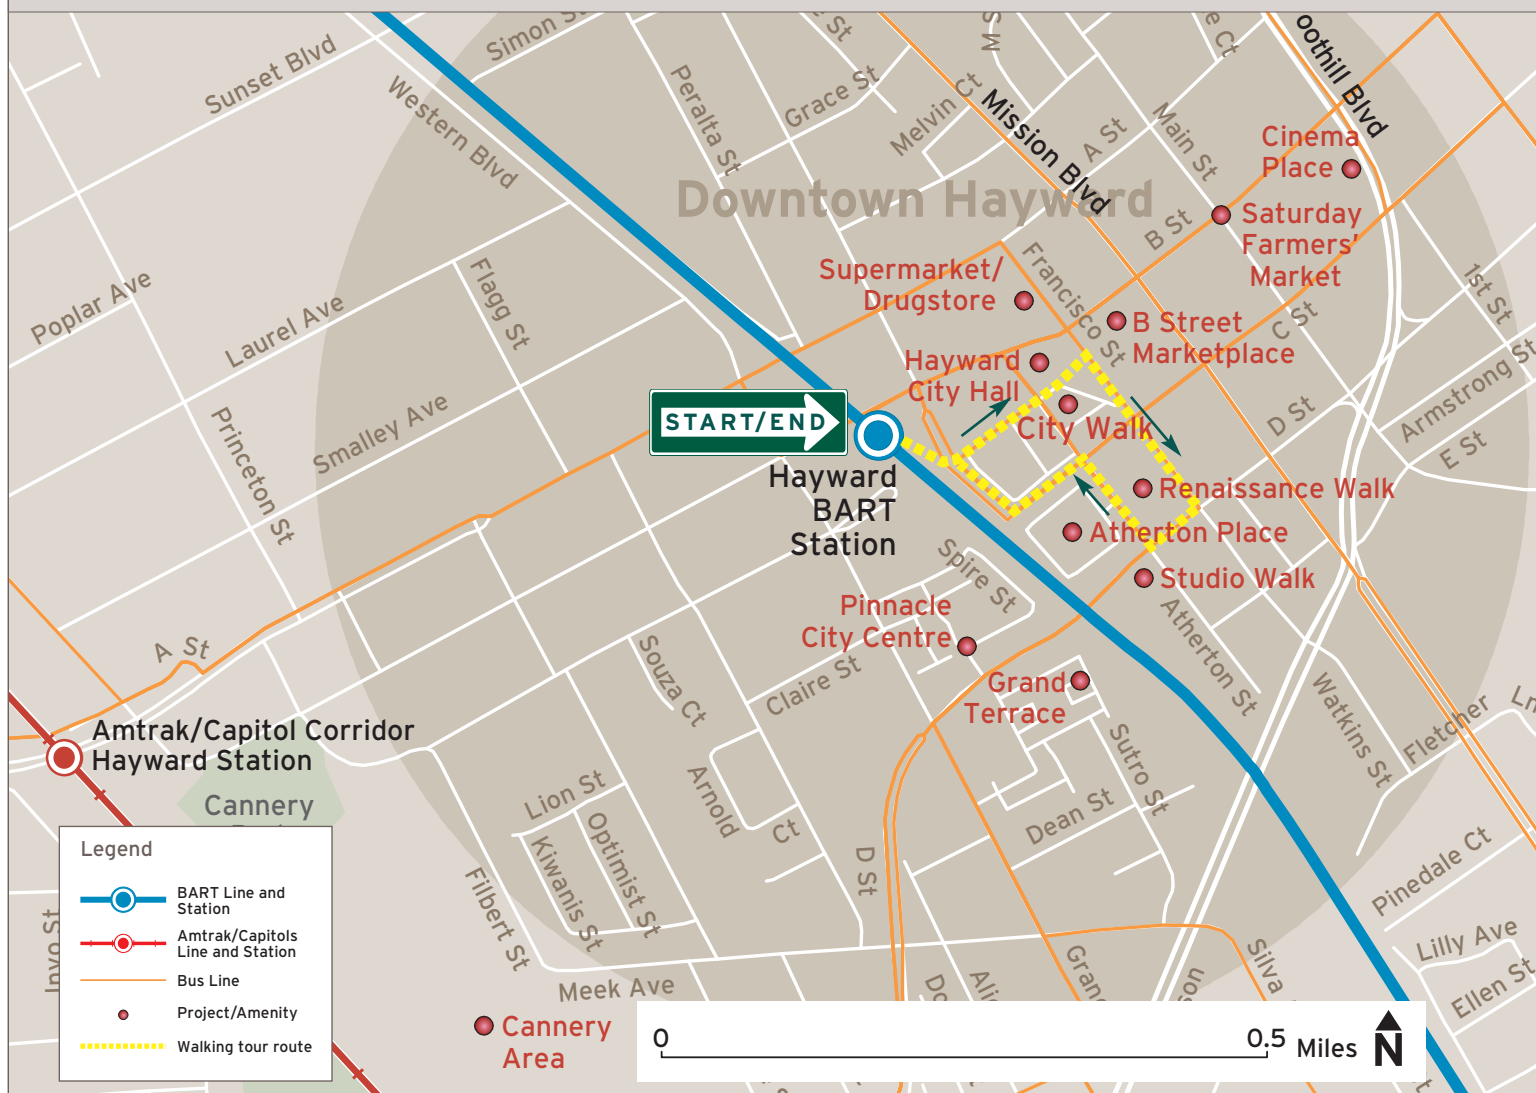 Simon St
e St
M S
e Ct
oothill Blvd
Sunset Blvd
Western Blvd
Peralta St
Grace St
Melvin Ct
Mission Blvd
A St
Main St
Cinema
Place
Downtown Hayward
B St
Saturday
Farmers'
Market
Poplar Ave
Laurel Ave
Flagg St
Supermarket/
Drugstore
Francisco St
B Street
Marketplace
C St
1st St
Hayward
City Hall
START/END
City Walk
Princeton St
Smalley Ave
D St
Armstrong St
E St
Hayward
BART
Station
Renaissance Walk
Atherton Place
Studio Walk
Spire St
Pinnacle
City Centre
Atherton St
A St
Souza Ct
Claire St
Grand
Terrace
Watkins St
Fletcher
Ln
Amtrak/Capitol Corridor
Hayward Station
Sutro St
Cannery
Lion St
Arnold
Ct
Dean St
Optimist St
Kiwanis St
D St
Pinedale Ct
Filbert St
Legend
BART Line and
Station
Amtrak/Capitols
Line and Station
Bus Line
Project/Amenity
Walking tour route
Meek Ave
Silva
Lilly Ave
Ellen St
Cannery
Area
0
0.5
Miles
N